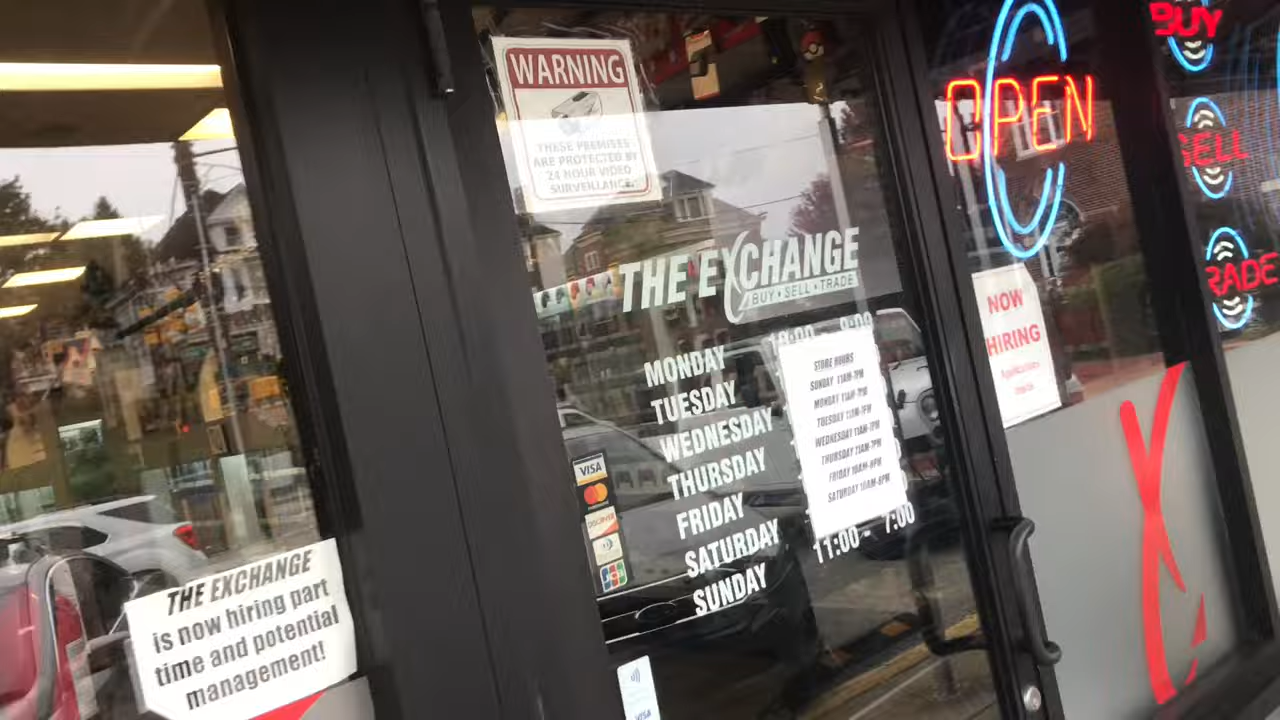 WARNING
THESE PREMISES
ARE PROTECTED BY
24 HOUR VIDEO
SURVEILLANCE.
OPEN
BUY
SELL
TRADE
THE EXCHANGE
BUY • SELL • TRADE
MONDAY
TUESDAY
WEDNESDAY
THURSDAY
FRIDAY
SATURDAY
SUNDAY
11:00 - 7:00
STORE HOURS
SUNDAY 11AM-7PM
MONDAY 11AM-7PM
TUESDAY 11AM-7PM
WEDNESDAY 11AM-7PM
THURSDAY 11AM-7PM
FRIDAY 10AM-8PM
SATURDAY 10AM-8PM
NOW
HIRING
VISA
DISCOVER
JCB
VISA
THE EXCHANGE
is now hiring part
time and potential
management!